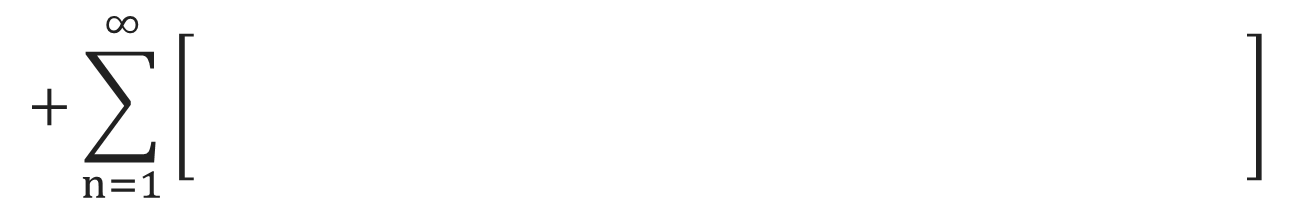 ∞
+ ∑ [ ]
n=1